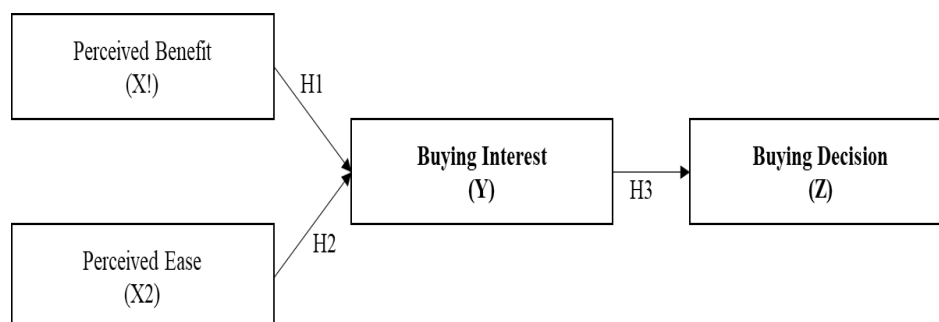 Perceived Benefit
(X!)
H1
Buying Interest
(Y)
H3
Buying Decision
(Z)
H2
Perceived Ease
(X2)